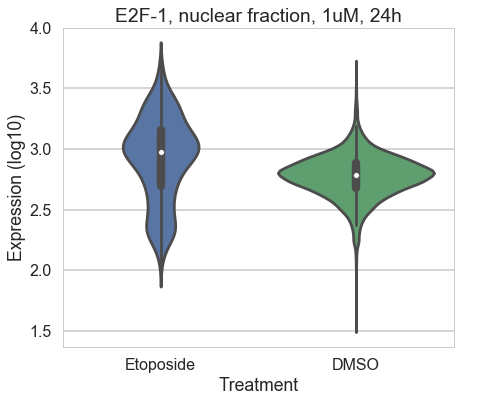 E2F-1, nuclear fraction, 1uM, 24h
4.0
3.5
3.0
2.5
2.0
1.5
Expression (log10)
Etoposide DMSO
Treatment